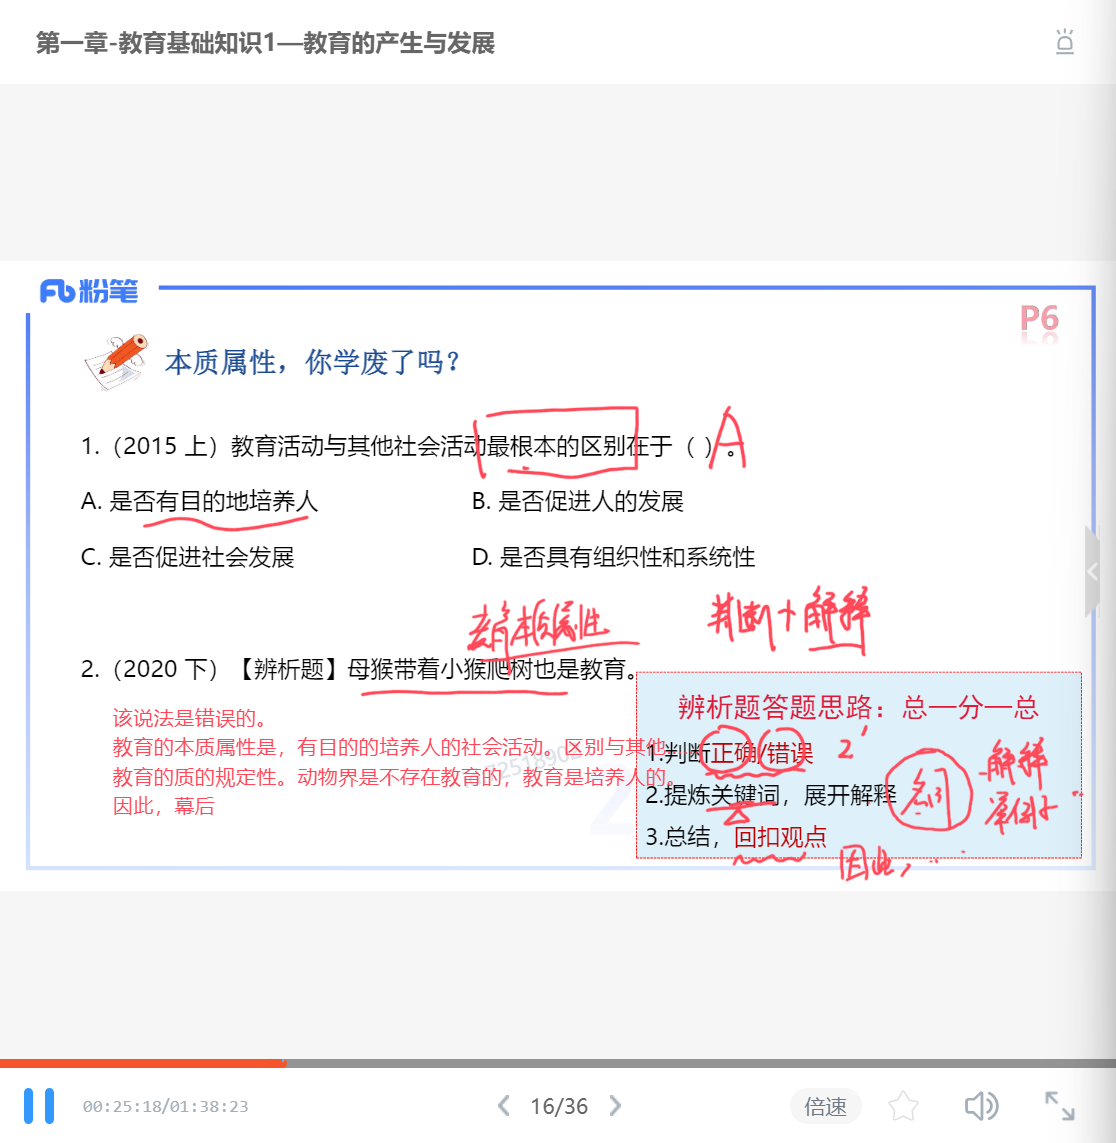 第一章-教育基础知识1—教育的产生与发展
粉笔
P6
本质属性，你学废了吗？
1.（2015 上）教育活动与其他社会活动最根本的区别在于（ ）。
A
A. 是否有目的地培养人
B. 是否促进人的发展
C. 是否促进社会发展
D. 是否具有组织性和系统性
本质属性
判断+解释
2.（2020 下）【辨析题】母猴带着小猴爬树也是教育。
该说法是错误的。
教育的本质属性是，有目的的培养人的社会活动。区别与其他
教育的质的规定性。动物界是不存在教育的，教育是培养人的。
因此，幕后
辨析题答题思路：总—分—总
1.判断正确/错误
2'
2.提炼关键词，展开解释
名词
解释
举例子
3.总结，回扣观点
因此，
00:25:18/01:38:23
16/36
倍速